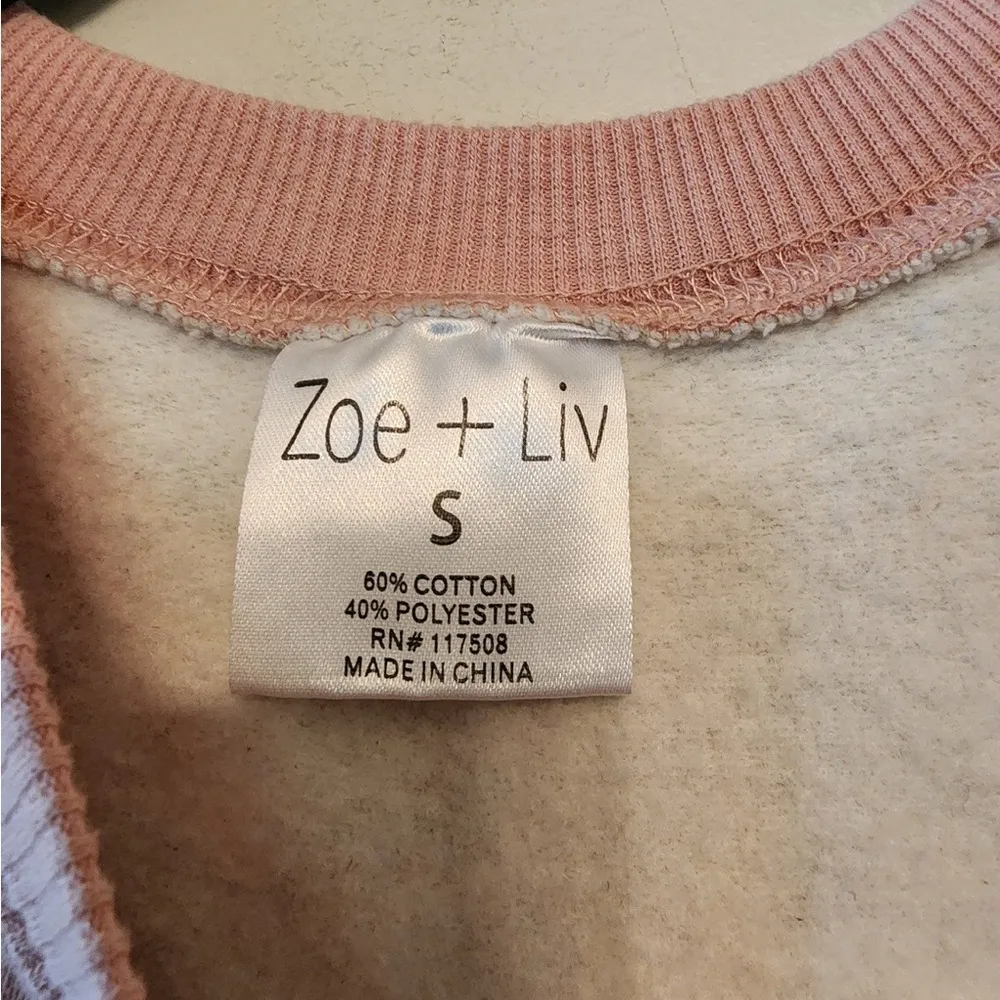 Zoe + Liv
S
60% COTTON
40% POLYESTER
RN# 117508
MADE IN CHINA